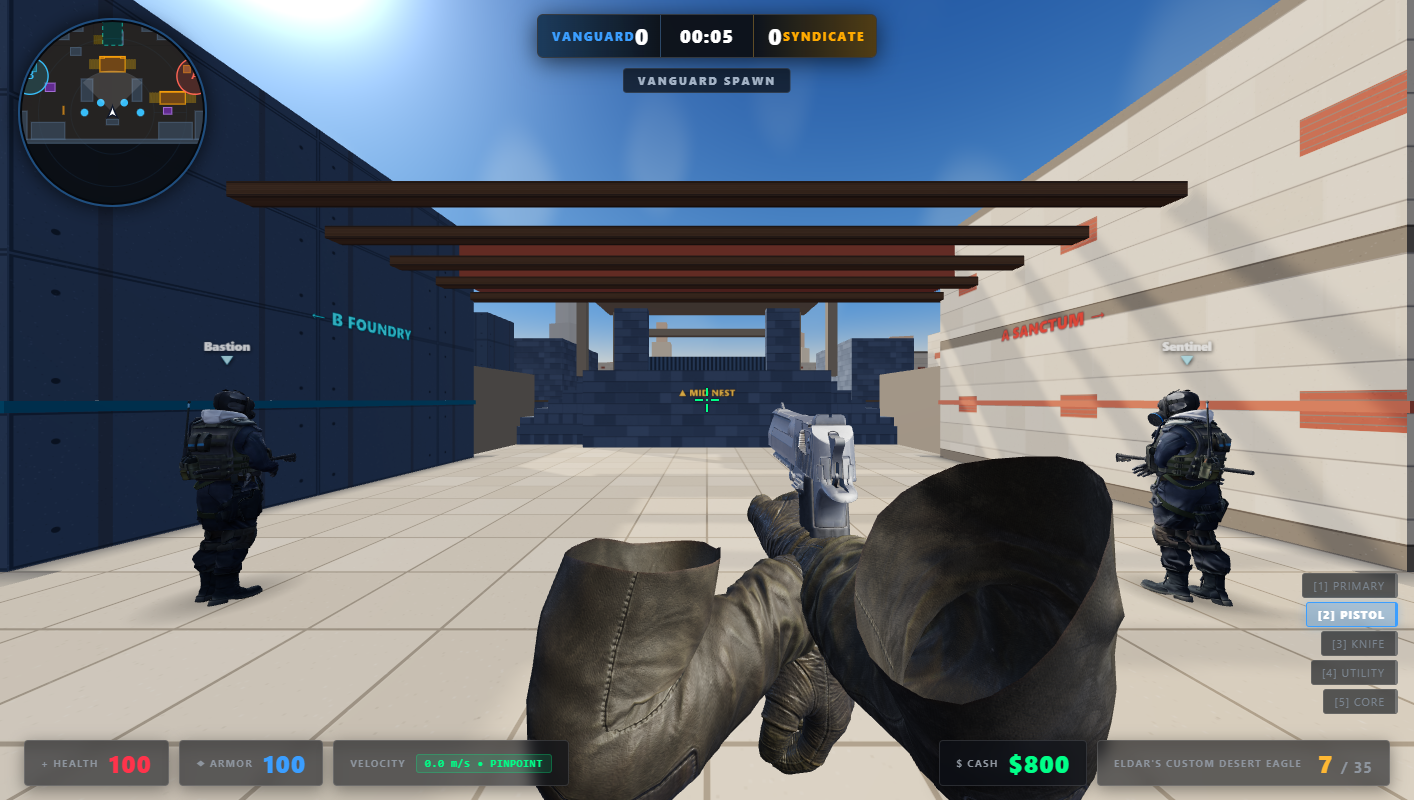 VANGUARD 0 00:05 0 SYNDICATE
VANGUARD SPAWN
B
A
← B FOUNDRY
A SANCTUM →
Bastion
Sentinel
▲ MID NEST
[1] PRIMARY
[2] PISTOL
[3] KNIFE
[4] UTILITY
[5] CORE
+ HEALTH 100
◆ ARMOR 100
VELOCITY 0.0 m/s • PINPOINT
$ CASH $800
ELDAR'S CUSTOM DESERT EAGLE 7 / 35